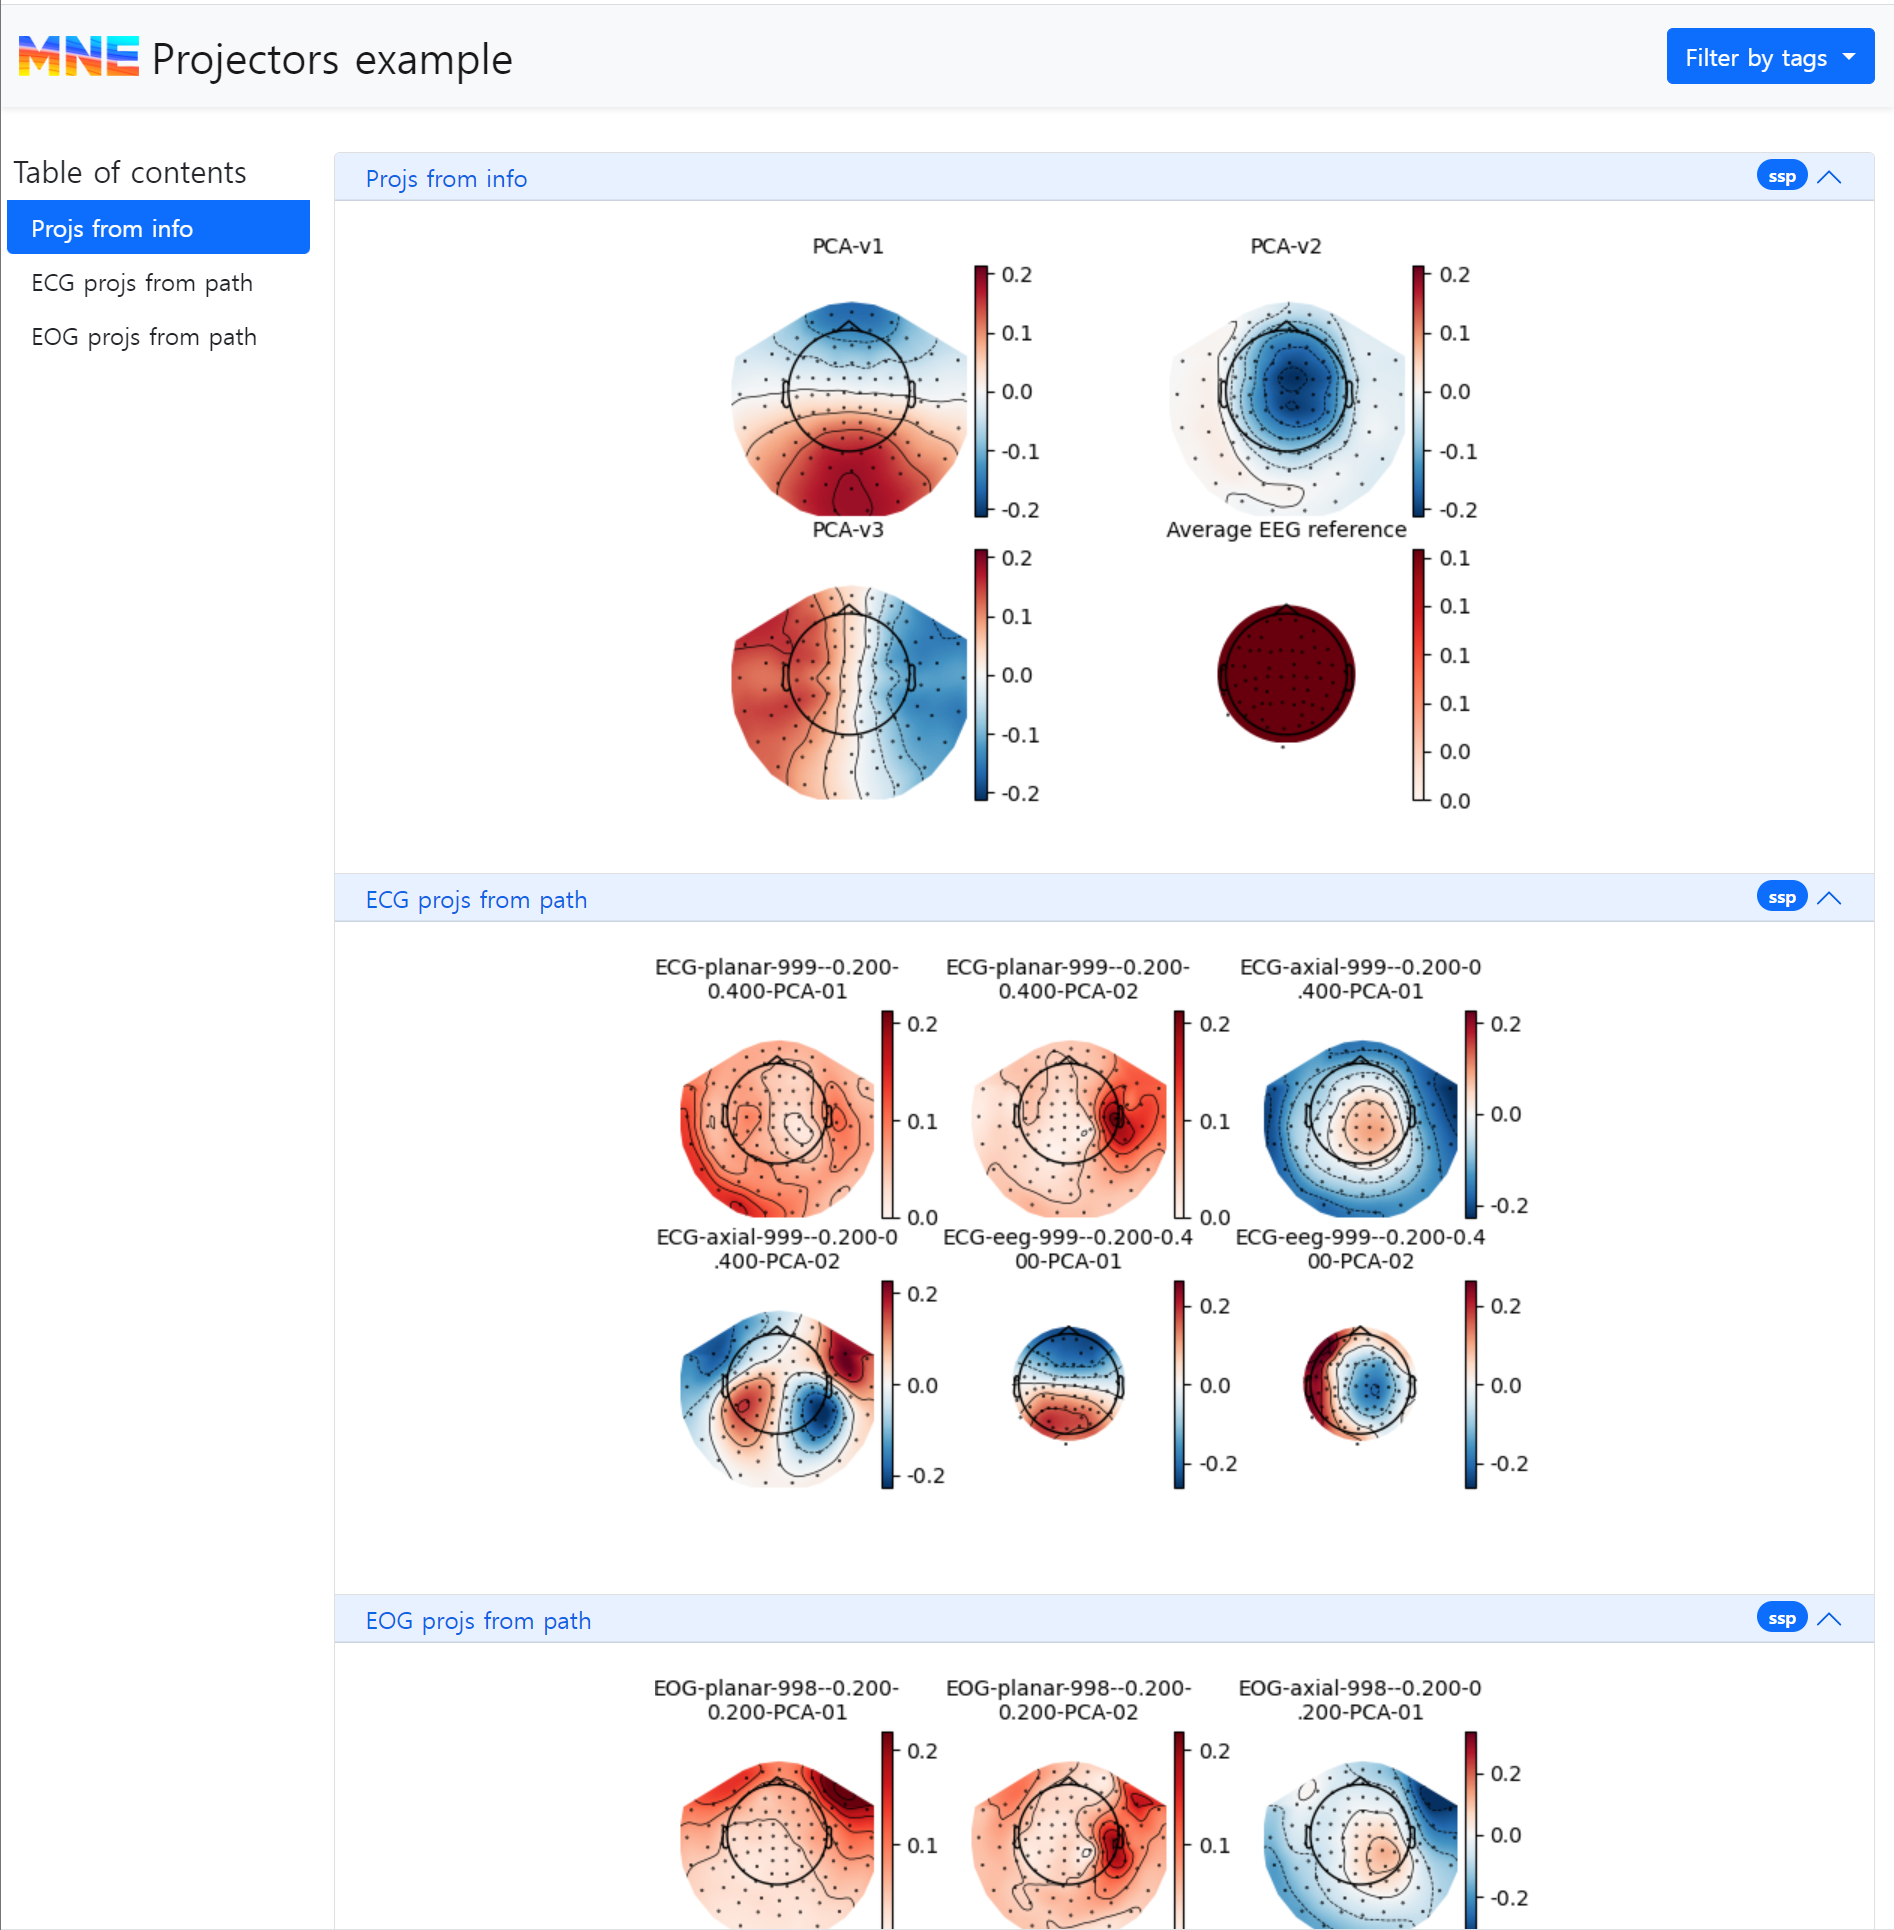 MNE Projectors example
Filter by tags
Table of contents
Projs from info
ECG projs from path
EOG projs from path
Projs from info
ssp
PCA-v1
0.2
0.1
0.0
-0.1
-0.2
PCA-v2
0.2
0.1
0.0
-0.1
-0.2
PCA-v3
0.2
0.1
0.0
-0.1
-0.2
Average EEG reference
0.1
0.1
0.1
0.1
0.0
0.0
ECG projs from path
ssp
ECG-planar-999--0.200-
0.400-PCA-01
0.2
0.1
0.0
ECG-planar-999--0.200-
0.400-PCA-02
0.2
0.1
0.0
ECG-axial-999--0.200-0
.400-PCA-01
0.2
0.0
-0.2
ECG-axial-999--0.200-0
.400-PCA-02
0.2
0.0
-0.2
ECG-eeg-999--0.200-0.4
00-PCA-01
0.2
0.0
-0.2
ECG-eeg-999--0.200-0.4
00-PCA-02
0.2
0.0
-0.2
EOG projs from path
ssp
EOG-planar-998--0.200-
0.200-PCA-01
0.2
0.1
EOG-planar-998--0.200-
0.200-PCA-02
0.2
0.1
EOG-axial-998--0.200-0
.200-PCA-01
0.2
0.0
-0.2